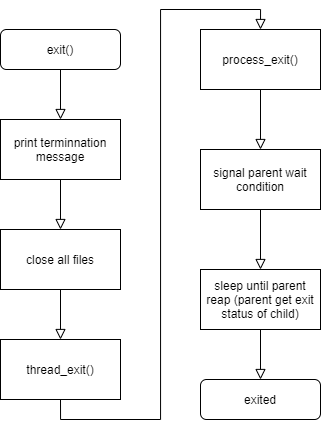 exit()
print terminnation
message
close all files
thread_exit()
process_exit()
signal parent wait
condition
sleep until parent
reap (parent get exit
status of child)
exited